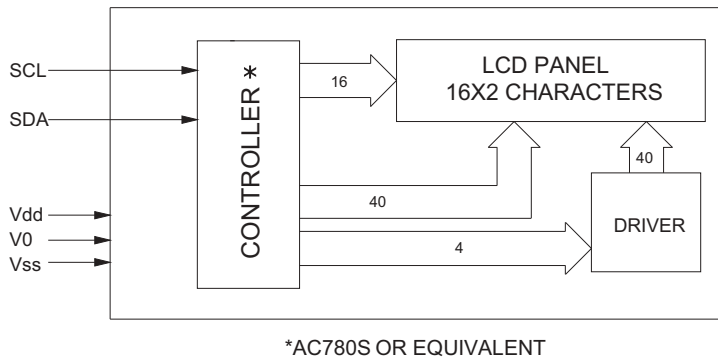 SCL
SDA
Vdd
V0
Vss
CONTROLLER *
16
LCD PANEL
16X2 CHARACTERS
40
40
4
DRIVER
*AC780S OR EQUIVALENT